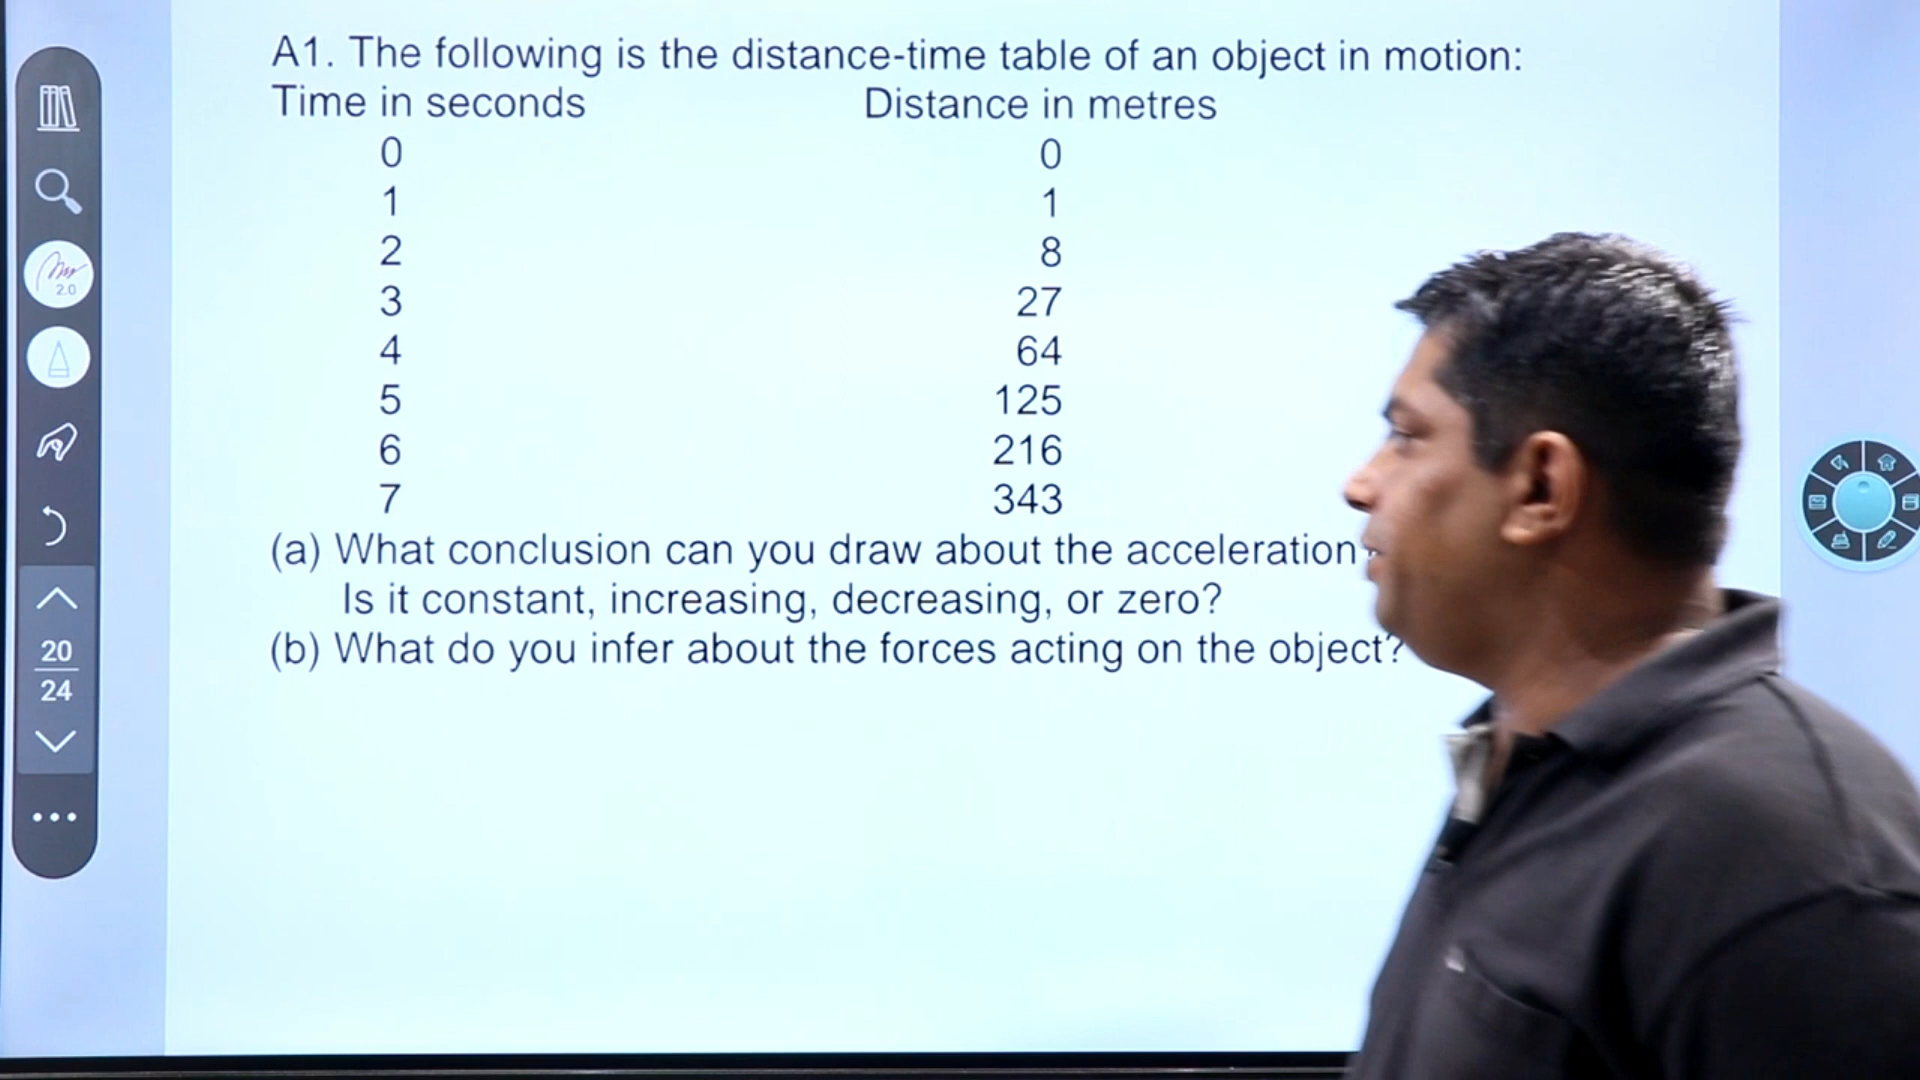 A1. The following is the distance-time table of an object in motion:
Time in seconds Distance in metres
0 0
1 1
2 8
3 27
4 64
5 125
6 216
7 343
(a) What conclusion can you draw about the acceleration
Is it constant, increasing, decreasing, or zero?
(b) What do you infer about the forces acting on the object?
2.0
20
24